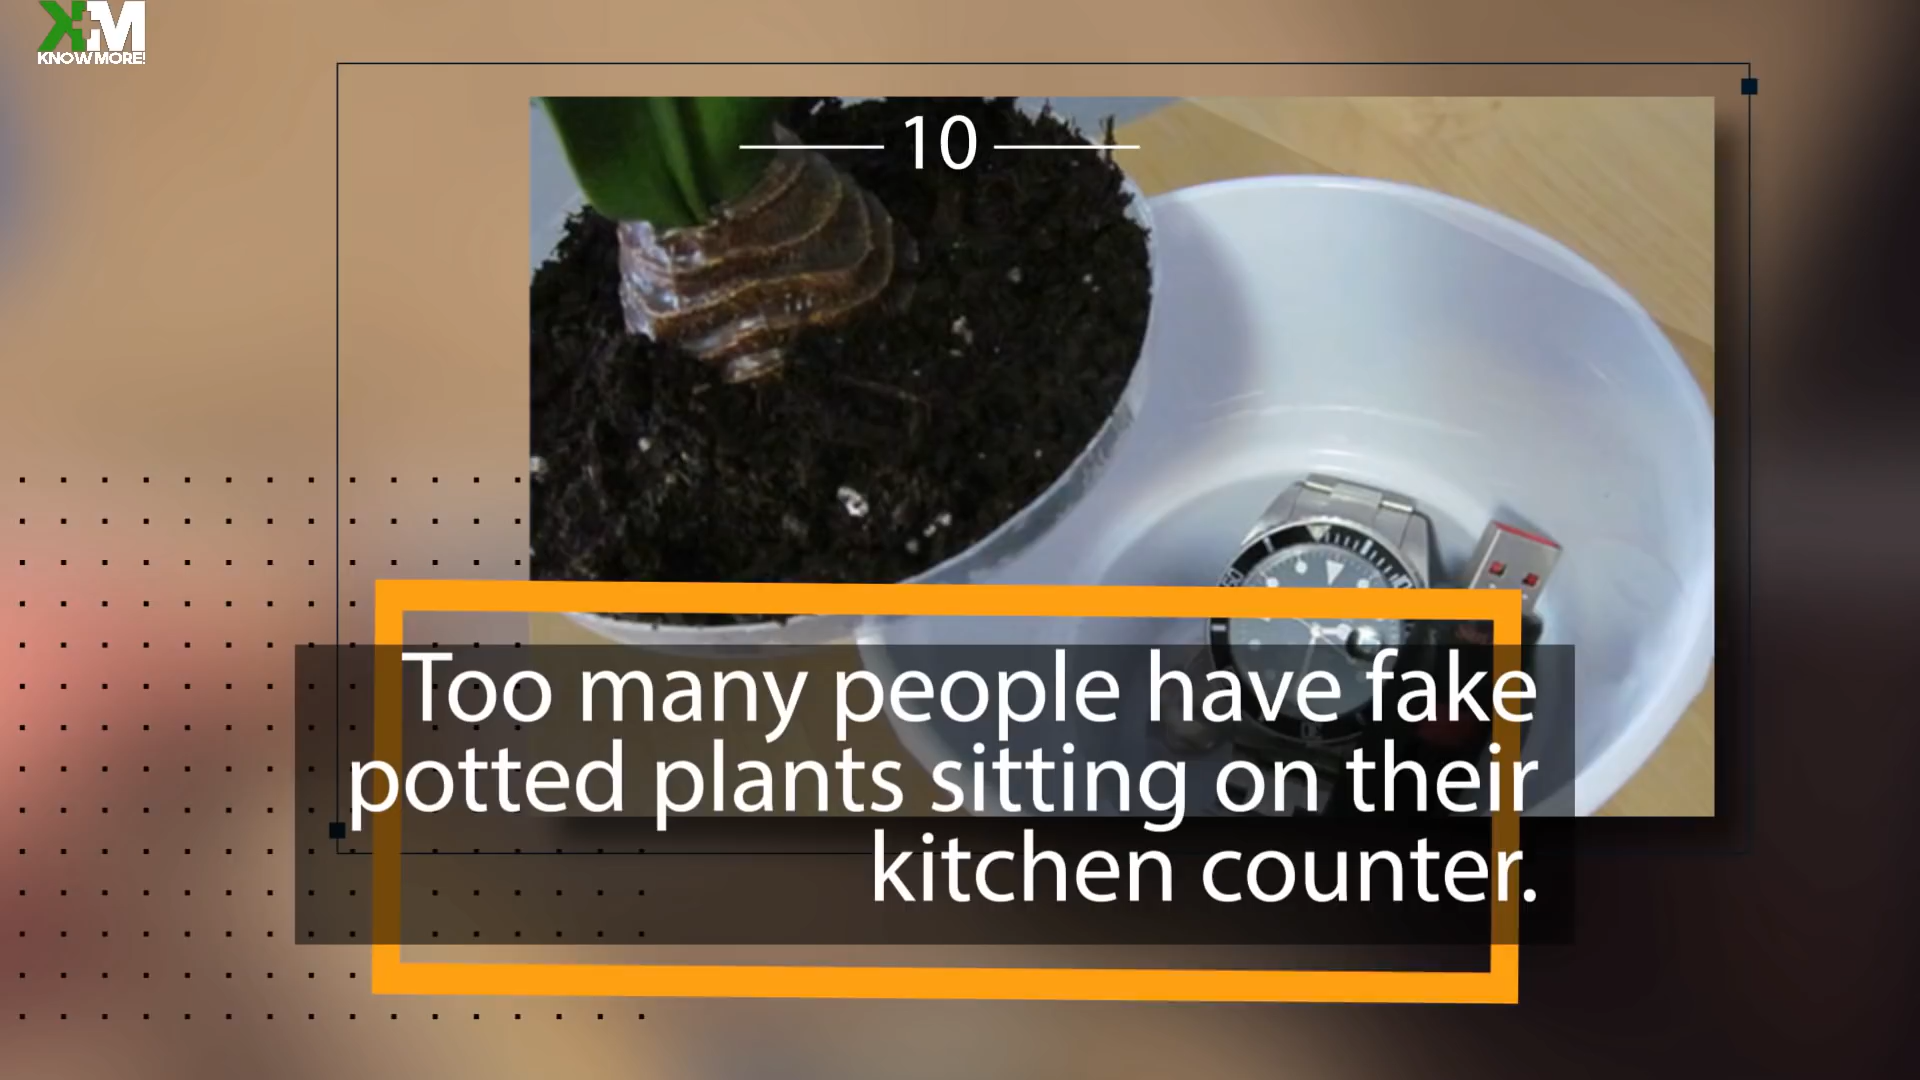 K+M
KNOW MORE!
10
Too many people have fake
potted plants sitting on their
kitchen counter.